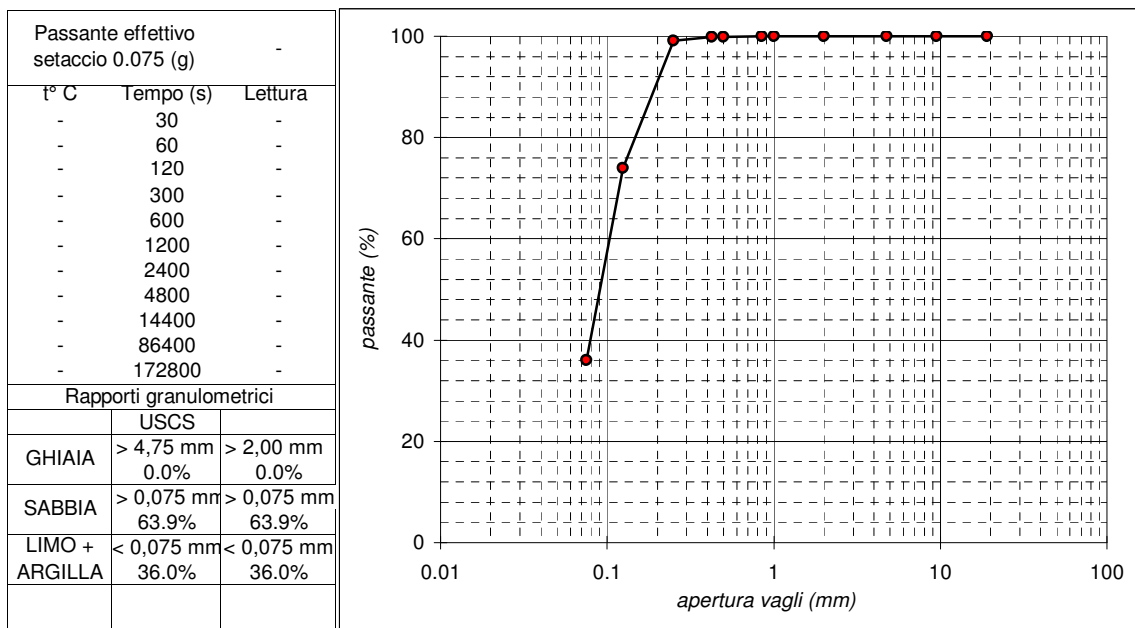 Passante effettivo
setaccio 0.075 (g) -
t° C Tempo (s) Lettura
- 30 -
- 60 -
- 120 -
- 300 -
- 600 -
- 1200 -
- 2400 -
- 4800 -
- 14400 -
- 86400 -
- 172800 -
Rapporti granulometrici
USCS
GHIAIA > 4,75 mm > 2,00 mm
0.0% 0.0%
SABBIA > 0,075 mm > 0,075 mm
63.9% 63.9%
LIMO + < 0,075 mm < 0,075 mm
ARGILLA 36.0% 36.0%
passante (%)
100
80
60
40
20
0
0.01 0.1 1 10 100
apertura vagli (mm)